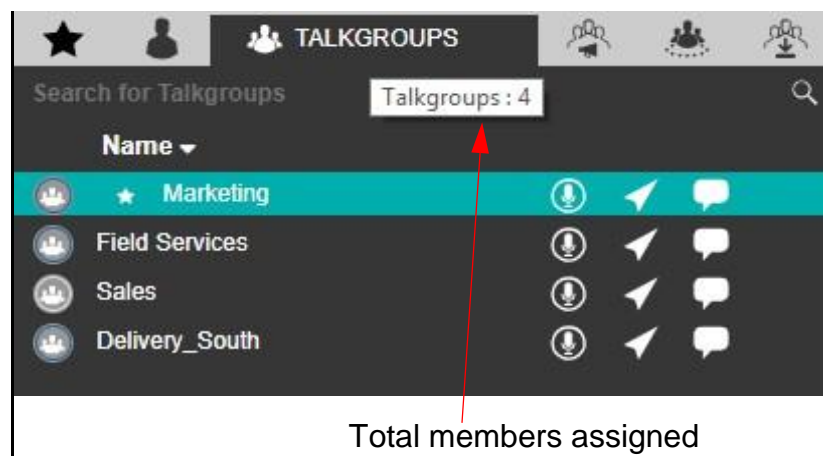 TALKGROUPS
Search for Talkgroups
Talkgroups : 4
Name
Marketing
Field Services
Sales
Delivery_South
Total members assigned